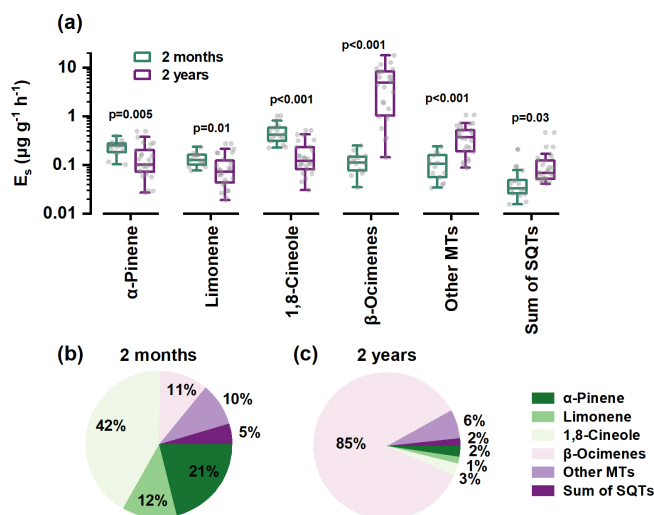 (a)
2 months
2 years
p<0.001
p=0.005
p=0.01
p<0.001
p<0.001
p=0.03
Es (µg g-1 h-1)
10
1
0.1
0.01
α-Pinene
Limonene
1,8-Cineole
β-Ocimenes
Other MTs
Sum of SQTs
(b)
2 months
11%
10%
5%
21%
12%
42%
(c)
2 years
85%
6%
2%
2%
1%
3%
α-Pinene
Limonene
1,8-Cineole
β-Ocimenes
Other MTs
Sum of SQTs